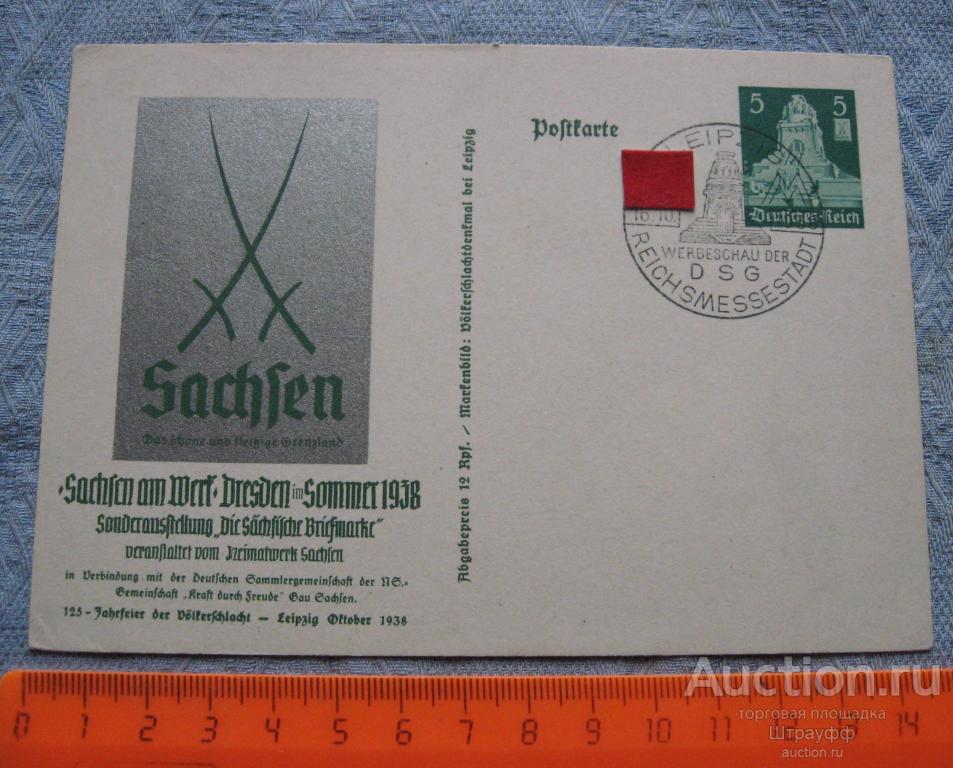 Sachsen
Das schöne und fleißige Grenzland
·Sachsen am Werk· Dresden im Sommer 1938
Sonderausstellung „Die Sächsische Briefmarke“
veranstaltet vom Heimatwerk Sachsen
in Verbindung mit der Deutschen Sammlergemeinschaft der NS.-
Gemeinschaft „Kraft durch Freude“ Gau Sachsen.
125-Jahrfeier der Völkerschlacht — Leipzig Oktober 1938
Abgabepreis 12 Rpf. / Markenbild: Völkerschlachtdenkmal bei Leipzig
Postkarte
5 5
Deutsches Reich
LEIPZIG
16.10.
WERBESCHAU DER
DSG
REICHSMESSESTADT
0 1 2 3 4 5 6 7 8 9 10 11 12 13 14
Auction.ru
торговая площадка
Штрауфф
auction.ru